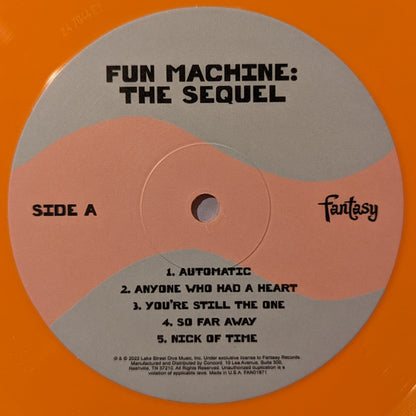 FUN MACHINE:
THE SEQUEL
SIDE A
fantasy
1. AUTOMATIC
2. ANYONE WHO HAD A HEART
3. YOU'RE STILL THE ONE
4. SO FAR AWAY
5. NICK OF TIME
℗ & © 2022 Lake Street Dive Music, Inc. Under exclusive license to Fantasy Records.
Manufactured and Distributed by Concord, 10 Lea Avenue, Suite 300,
Nashville, TN 37210. All Rights Reserved. Unauthorized duplication is a
violation of applicable laws. Made in U.S.A. FAN01871